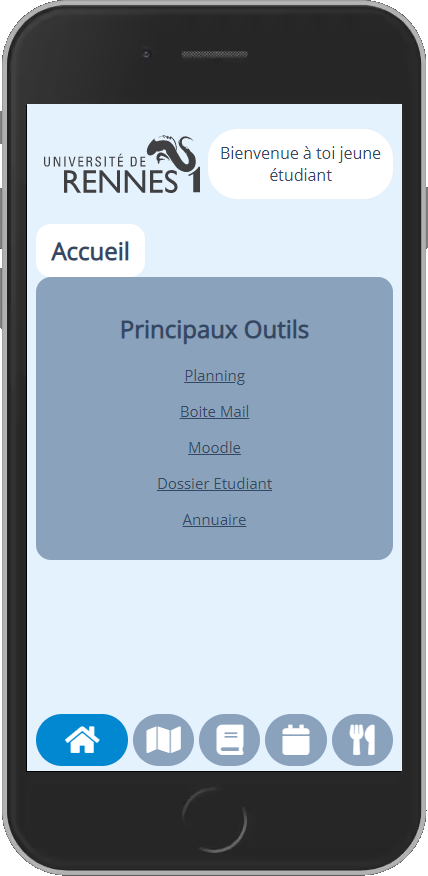 UNIVERSITÉ DE
RENNES 1
Bienvenue à toi jeune
étudiant
Accueil
Principaux Outils
Planning
Boite Mail
Moodle
Dossier Etudiant
Annuaire